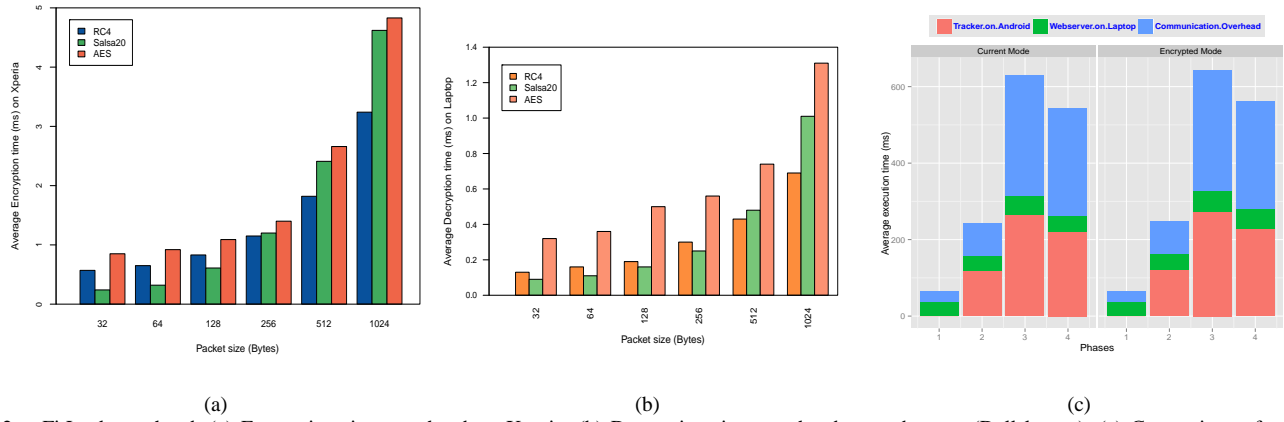 RC4
Salsa20
AES
Average Encryption time (ms) on Xperia
0
1
2
3
4
5
32
64
128
256
512
1024
Packet size (Bytes)
(a)
RC4
Salsa20
AES
Average Decryption time (ms) on Laptop
0.0
0.2
0.4
0.6
0.8
1.0
1.2
1.4
32
64
128
256
512
1024
Packet size (Bytes)
(b)
Tracker.on.Android Webserver.on.Laptop Communication.Overhead
Current Mode Encrypted Mode
Average execution time (ms)
0
200
400
600
1 2 3 4 1 2 3 4
Phases
(c)